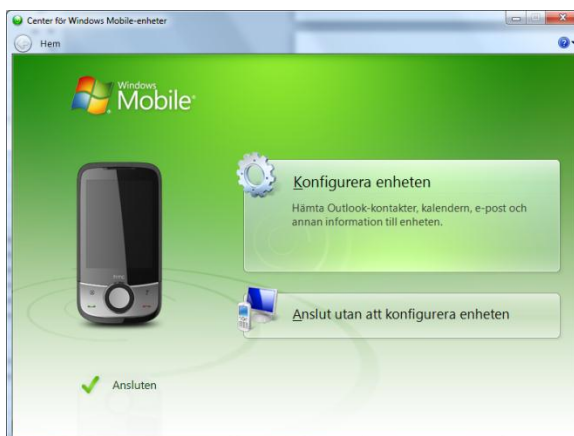 Center för Windows Mobile-enheter
Hem
Windows
Mobile®
Konfigurera enheten
Hämta Outlook-kontakter, kalendern, e-post och
annan information till enheten.
hTC
Anslut utan att konfigurera enheten
Ansluten